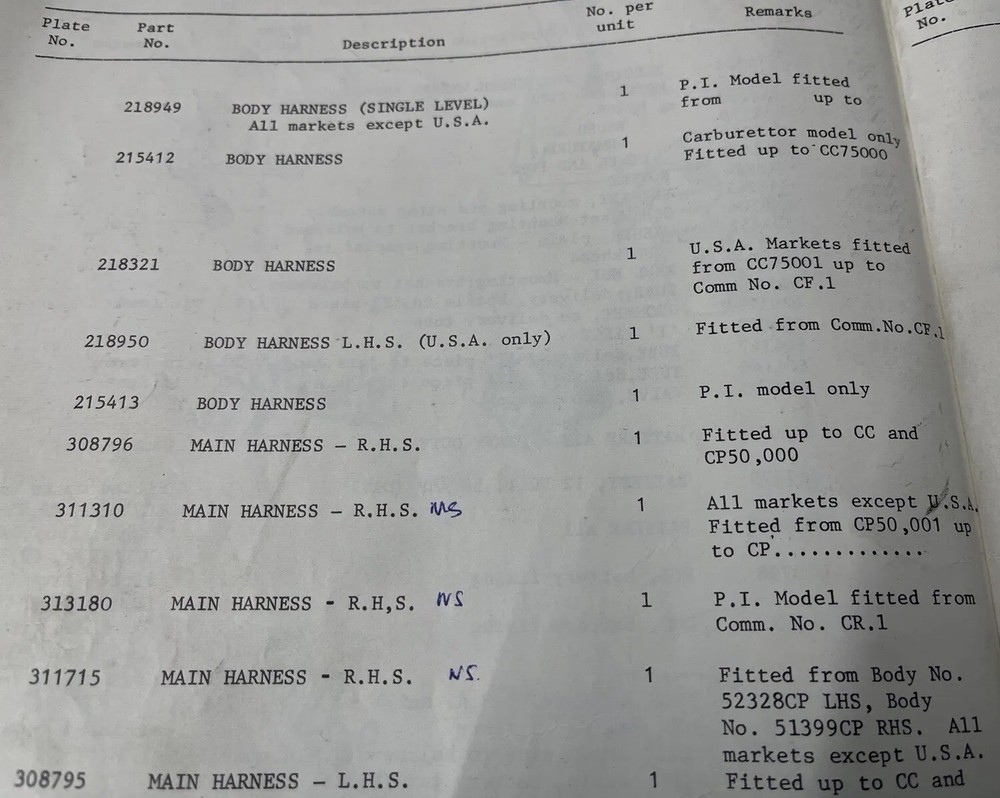 Plate Part Description No. per Remarks
No. No. unit
218949 BODY HARNESS (SINGLE LEVEL) 1 P.I. Model fitted
All markets except U.S.A. from up to
215412 BODY HARNESS 1 Carburettor model only
Fitted up to CC75000
218321 BODY HARNESS 1 U.S.A. Markets fitted
from CC75001 up to
Comm No. CF.1
218950 BODY HARNESS L.H.S. (U.S.A. only) 1 Fitted from Comm.No.CF.1
215413 BODY HARNESS 1 P.I. model only
308796 MAIN HARNESS – R.H.S. 1 Fitted up to CC and
CP50,000
311310 MAIN HARNESS – R.H.S. NS 1 All markets except U.S.A.
Fitted from CP50,001 up
to CP.............
313180 MAIN HARNESS - R.H,S. NS 1 P.I. Model fitted from
Comm. No. CR.1
311715 MAIN HARNESS - R.H.S. NS. 1 Fitted from Body No.
52328CP LHS, Body
No. 51399CP RHS. All
markets except U.S.A.
308795 MAIN HARNESS – L.H.S. 1 Fitted up to CC and
Plate
No.